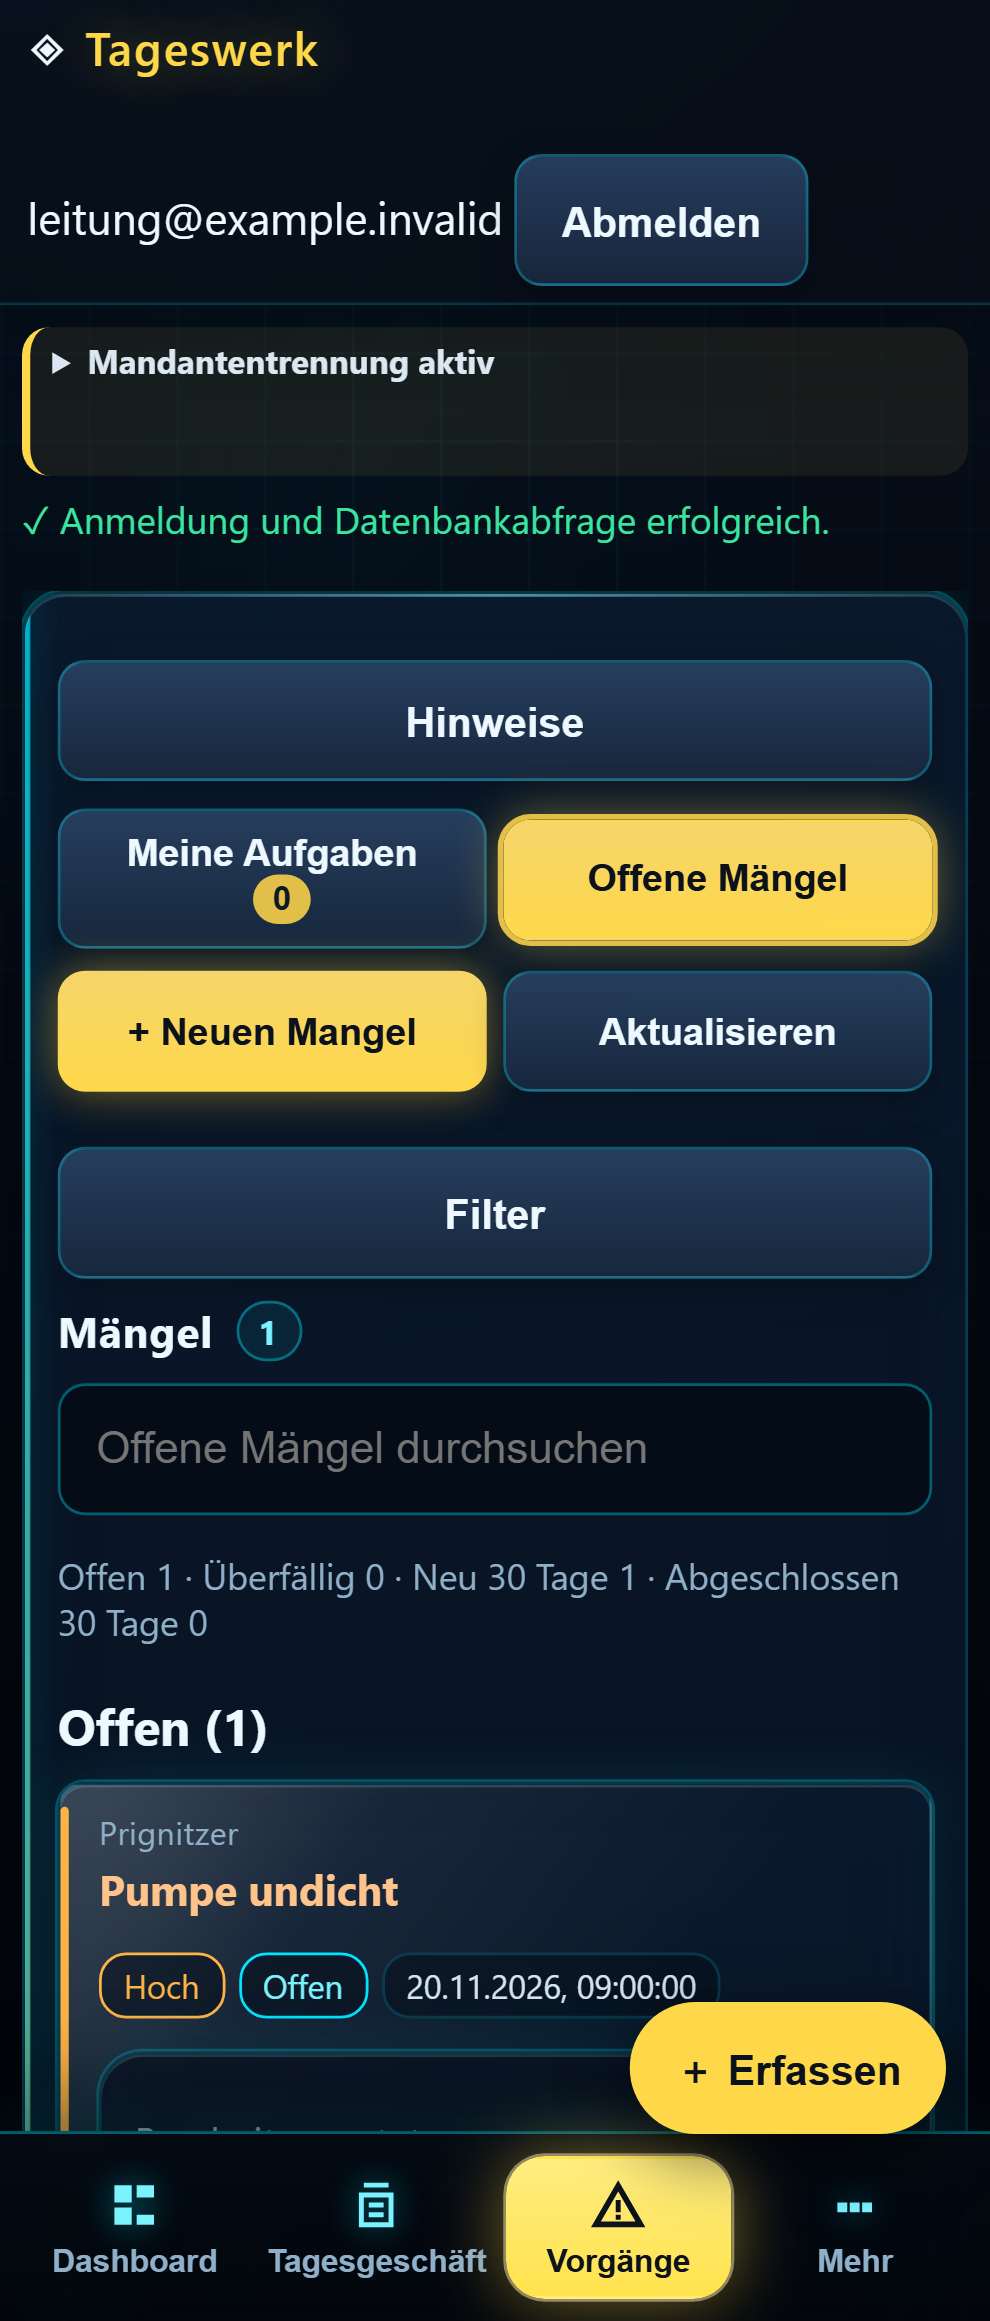 Tageswerk
leitung@example.invalid
Abmelden
Mandantentrennung aktiv
✓ Anmeldung und Datenbankabfrage erfolgreich.
Hinweise
Meine Aufgaben
0
Offene Mängel
+ Neuen Mangel
Aktualisieren
Filter
Mängel 1
Offene Mängel durchsuchen
Offen 1 · Überfällig 0 · Neu 30 Tage 1 · Abgeschlossen
30 Tage 0
Offen (1)
Prignitzer
Pumpe undicht
Hoch Offen 20.11.2026, 09:00:00
+ Erfassen
Dashboard
Tagesgeschäft
Vorgänge
Mehr